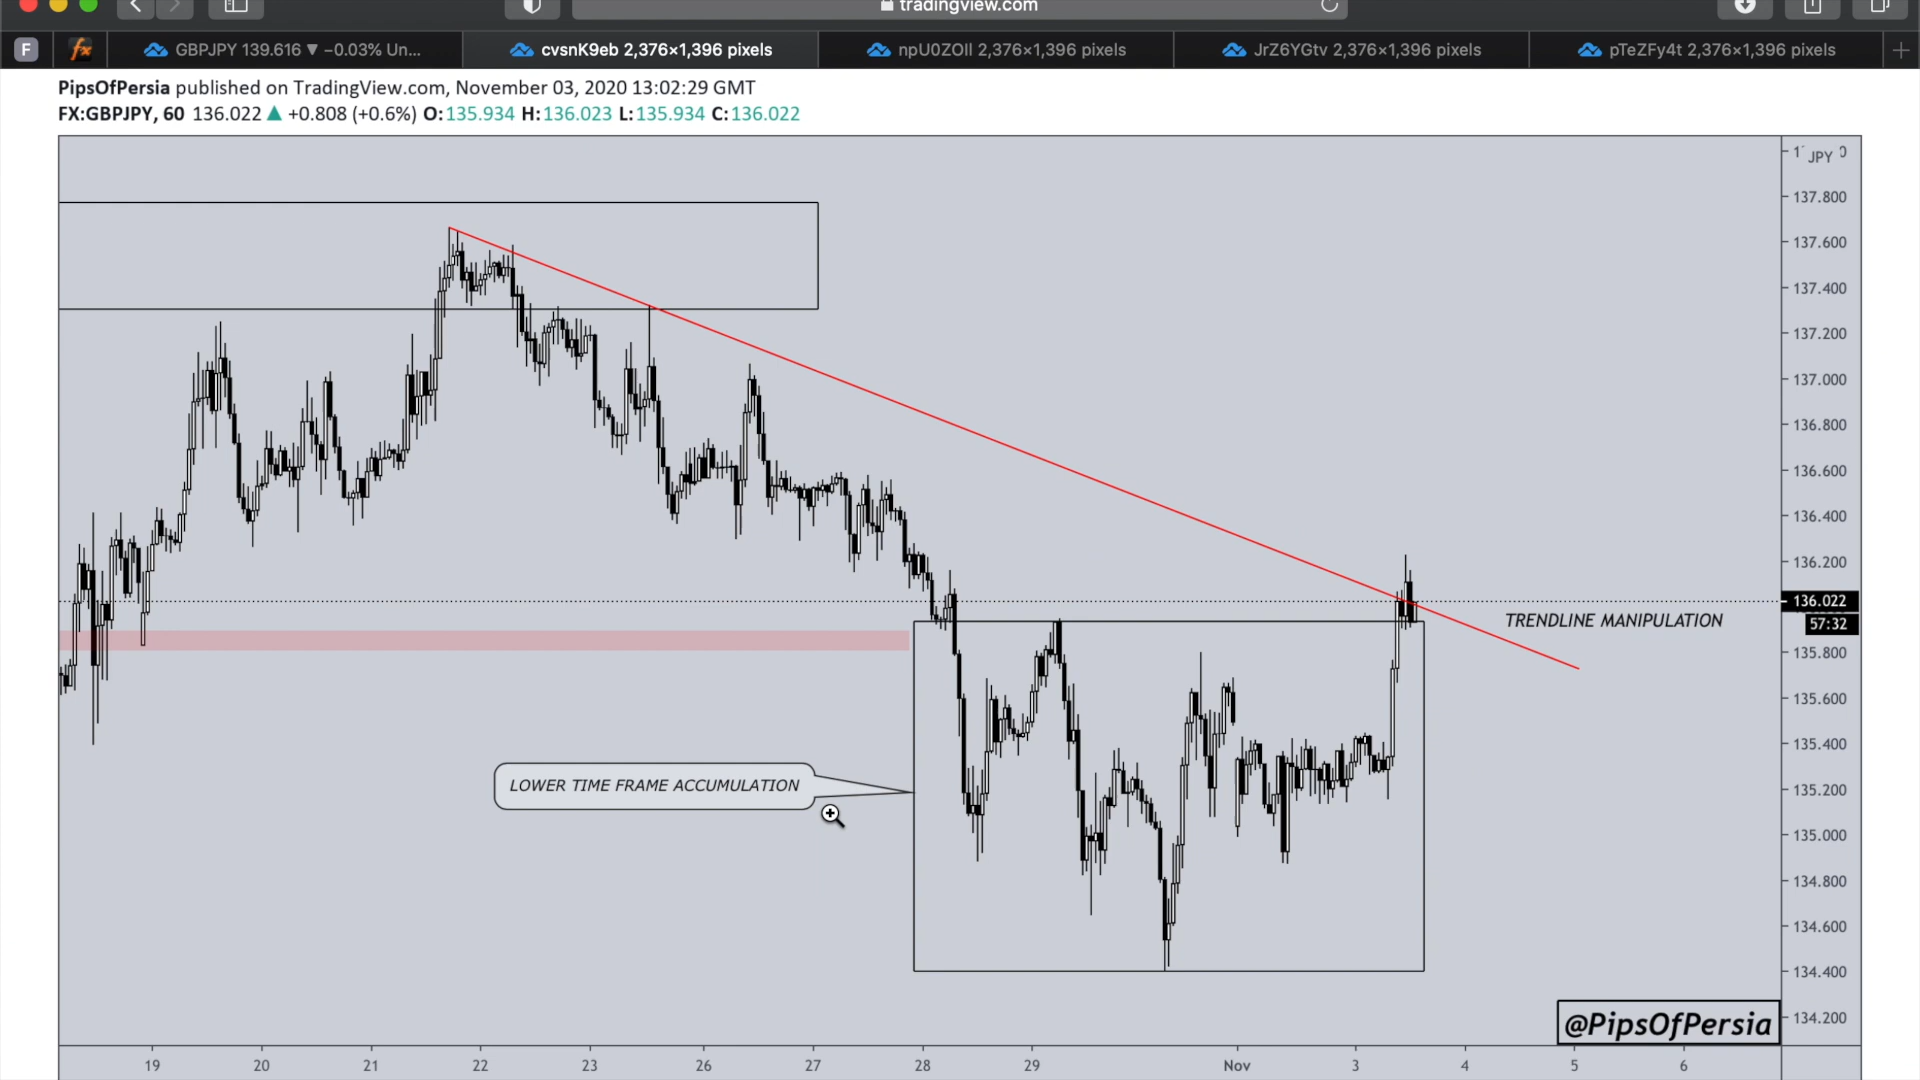 tradingview.com
F
fx
GBPJPY 139.616 ▼ −0.03% Un...
cvsnK9eb 2,376×1,396 pixels
npU0ZOIl 2,376×1,396 pixels
JrZ6YGtv 2,376×1,396 pixels
pTeZFy4t 2,376×1,396 pixels
PipsOfPersia published on TradingView.com, November 03, 2020 13:02:29 GMT
FX:GBPJPY, 60 136.022 ▲ +0.808 (+0.6%) O:135.934 H:136.023 L:135.934 C:136.022
JPY
137.800
137.600
137.400
137.200
137.000
136.800
136.600
136.400
136.200
136.022
TRENDLINE MANIPULATION
57:32
135.800
135.600
135.400
LOWER TIME FRAME ACCUMULATION
135.200
135.000
134.800
134.600
134.400
134.200
@PipsOfPersia
19 20 21 22 23 26 27 28 29 Nov 3 4 5 6